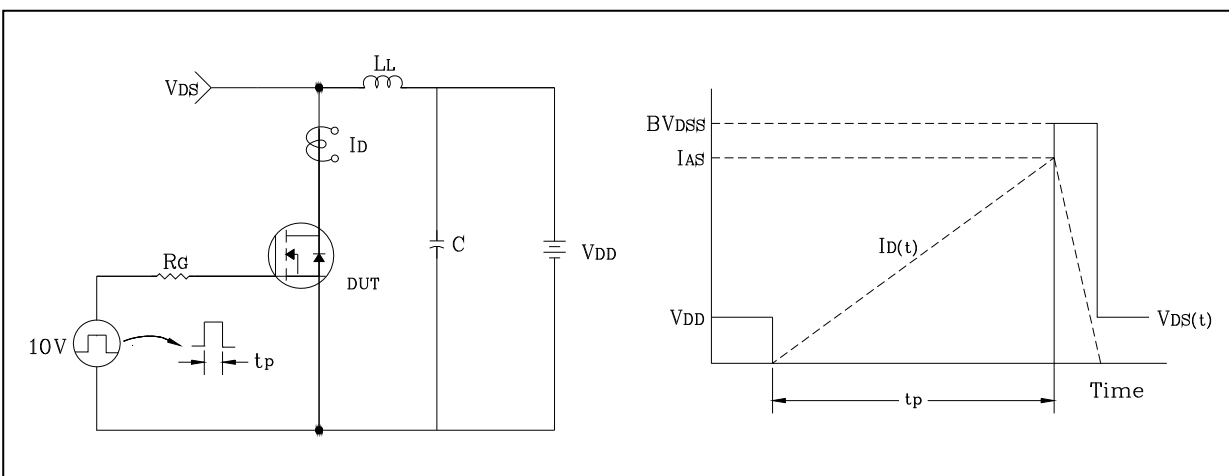 LL
VDS
ID
RG
C
VDD
DUT
10V
tp
BVDSS
IAS
ID(t)
VDD
VDS(t)
Time
tp